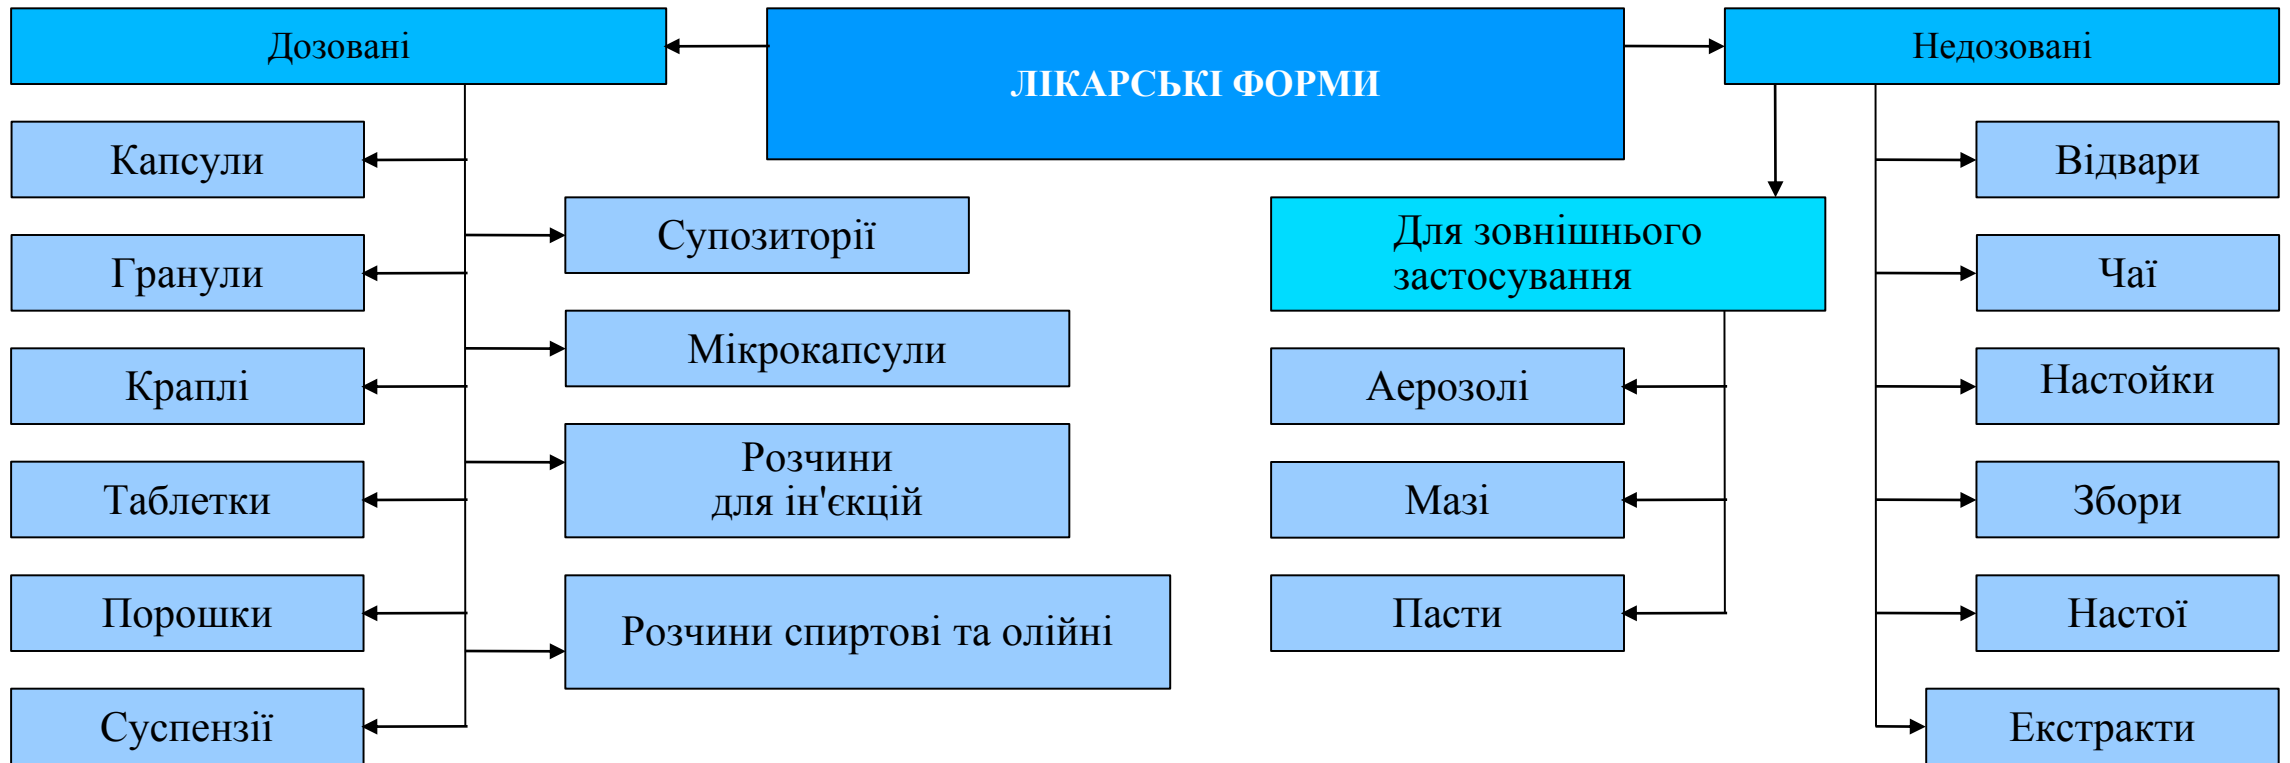 Дозовані
ЛІКАРСЬКІ ФОРМИ
Недозовані
Капсули
Гранули
Краплі
Таблетки
Порошки
Суспензії
Супозиторії
Мікрокапсули
Розчини
для ін'єкцій
Розчини спиртові та олійні
Для зовнішнього
застосування
Аерозолі
Мазі
Пасти
Відвари
Чаї
Настойки
Збори
Настої
Екстракти